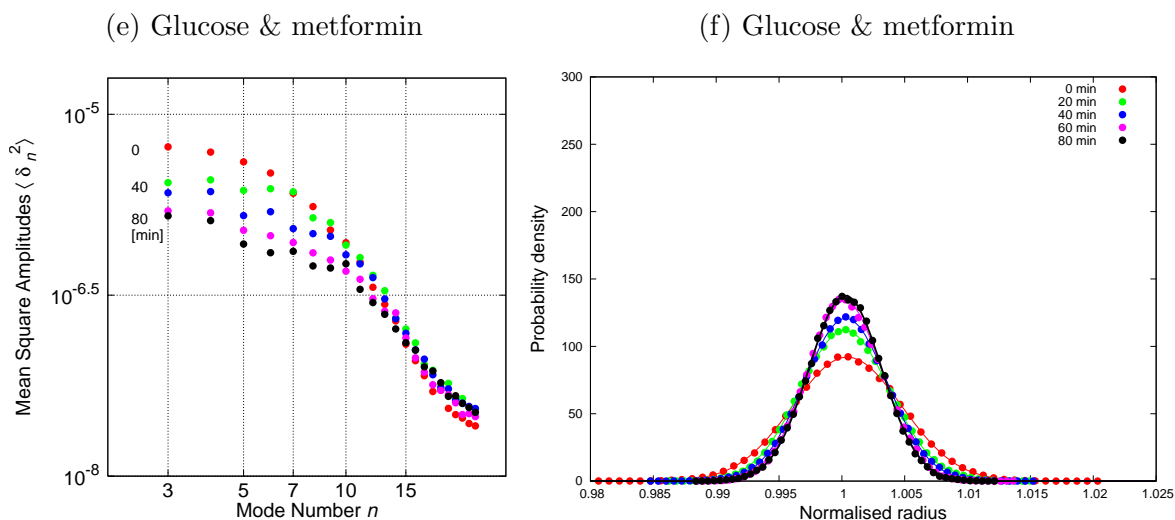 (e) Glucose & metformin
10^-5
10^-6.5
10^-8
0
40
80
[min]
3 5 7 10 15
Mode Number n
Mean Square Amplitudes ⟨ δ_n^2 ⟩
(f) Glucose & metformin
300
250
200
150
100
50
0
0 min
20 min
40 min
60 min
80 min
0.98 0.985 0.99 0.995 1 1.005 1.01 1.015 1.02 1.025
Normalised radius
Probability density